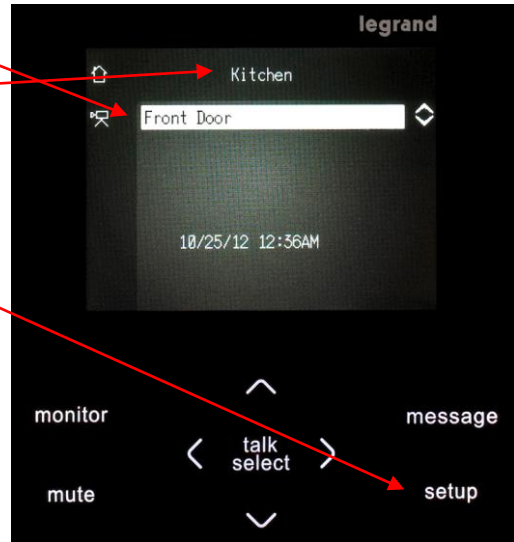 legrand
Kitchen
Front Door
10/25/12 12:36AM
monitor
message
talk
select
mute
setup